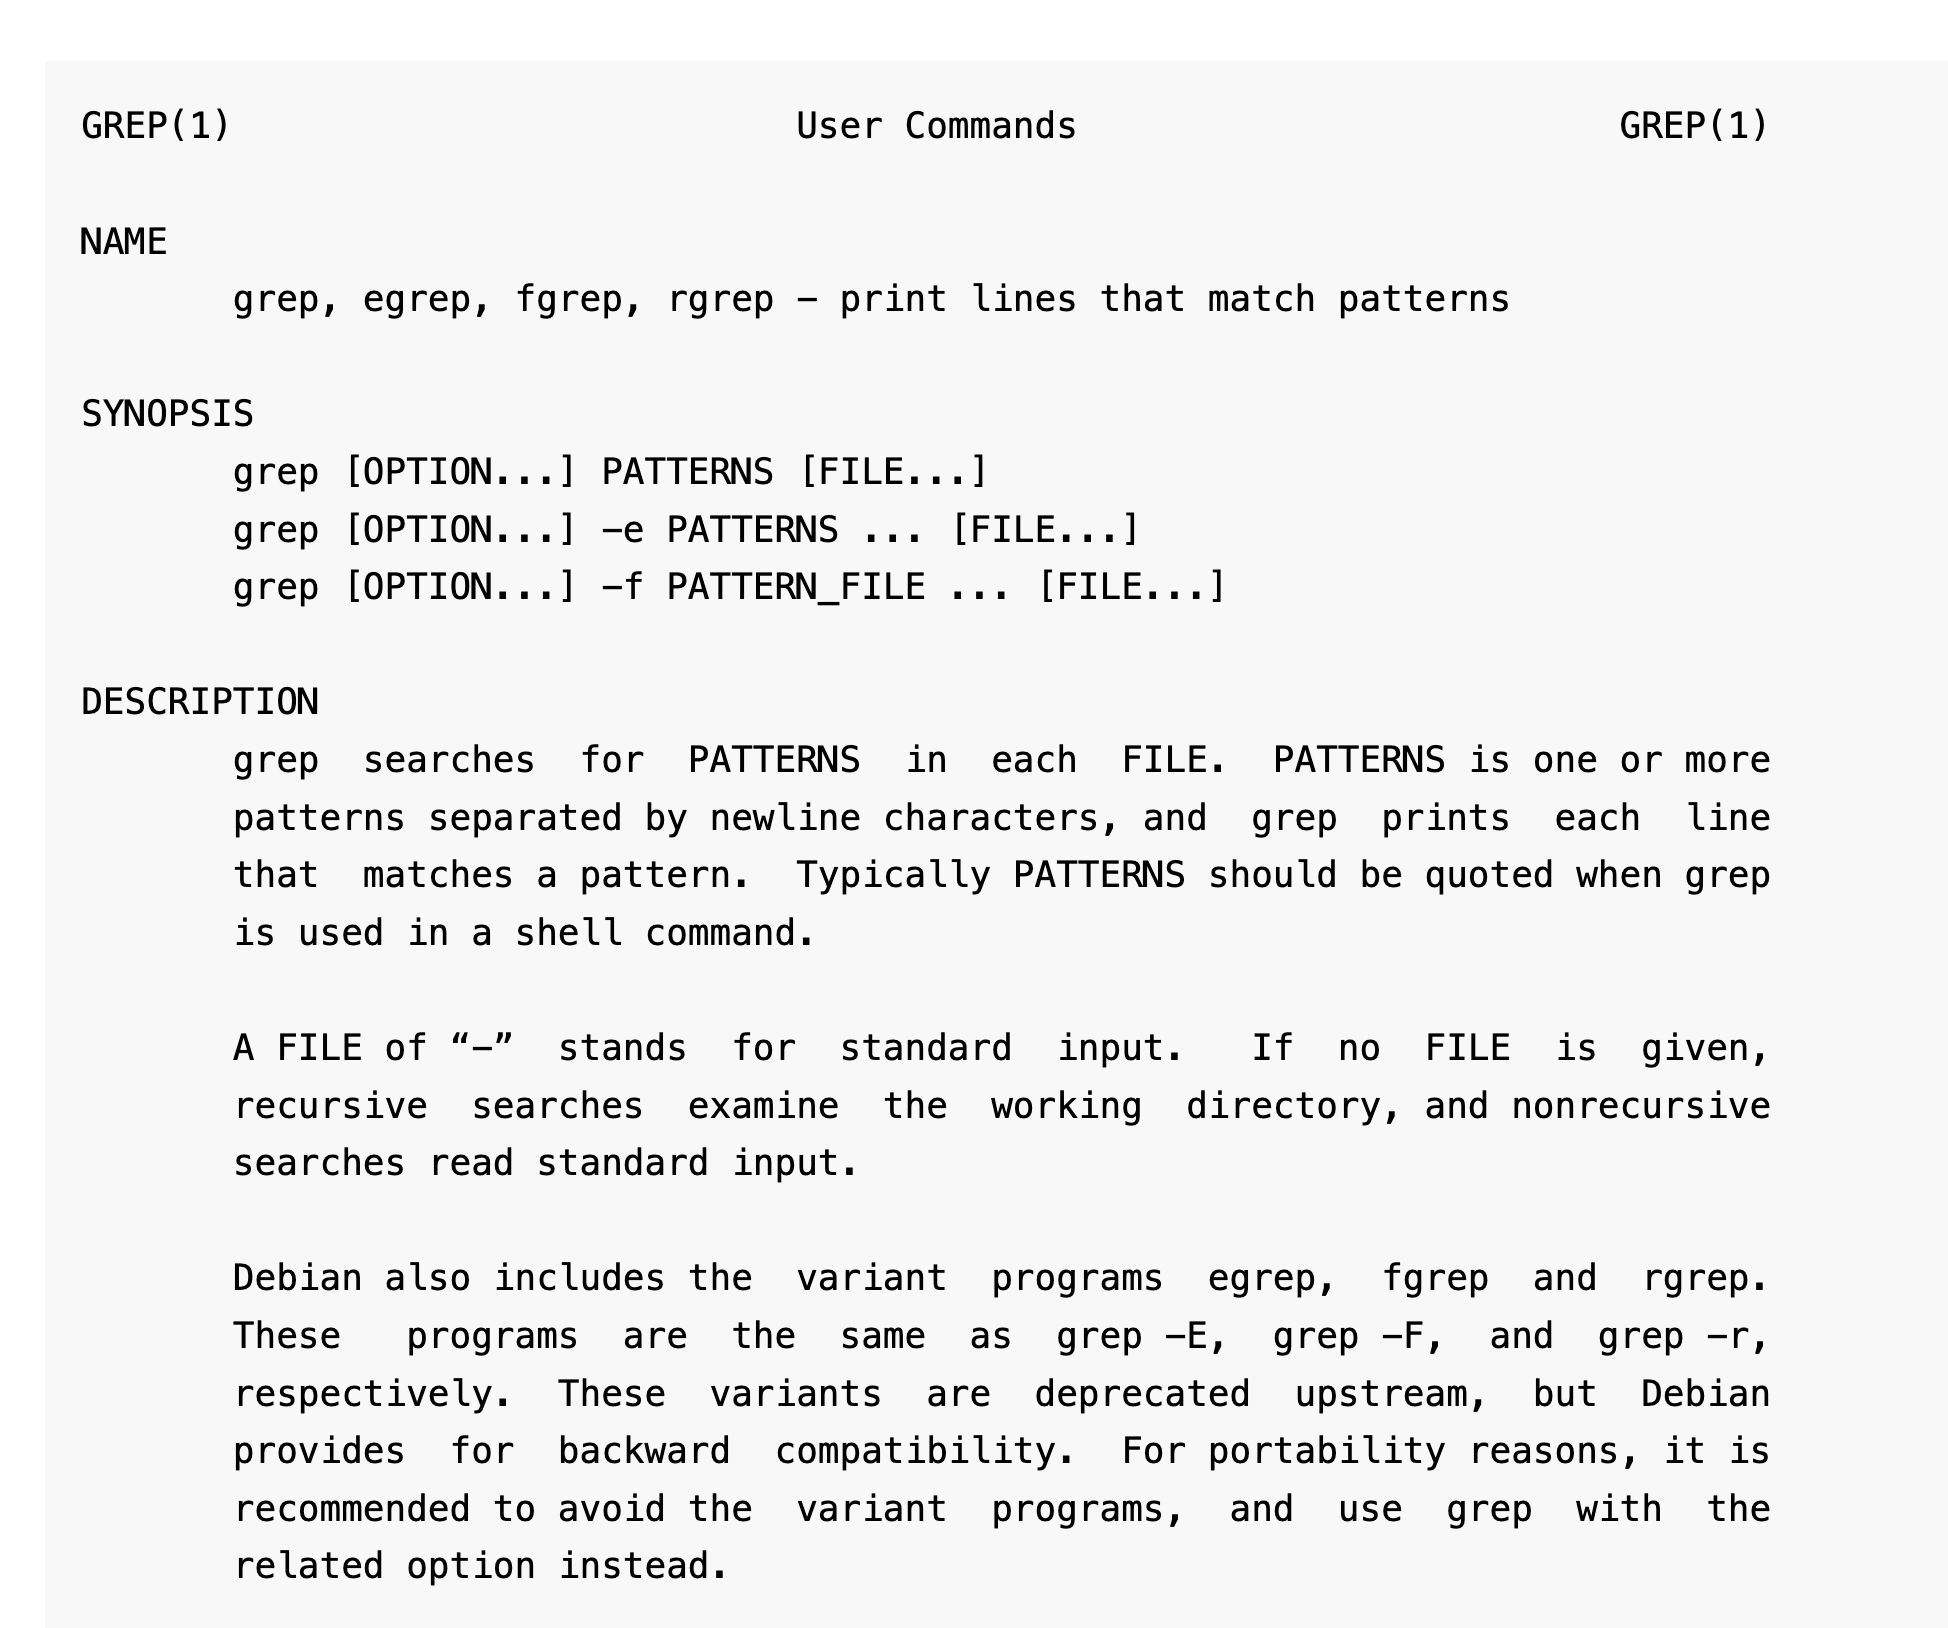 GREP(1) User Commands GREP(1)
NAME
grep, egrep, fgrep, rgrep - print lines that match patterns
SYNOPSIS
grep [OPTION...] PATTERNS [FILE...]
grep [OPTION...] -e PATTERNS ... [FILE...]
grep [OPTION...] -f PATTERN_FILE ... [FILE...]
DESCRIPTION
grep searches for PATTERNS in each FILE. PATTERNS is one or more
patterns separated by newline characters, and grep prints each line
that matches a pattern. Typically PATTERNS should be quoted when grep
is used in a shell command.
A FILE of “-” stands for standard input. If no FILE is given,
recursive searches examine the working directory, and nonrecursive
searches read standard input.
Debian also includes the variant programs egrep, fgrep and rgrep.
These programs are the same as grep -E, grep -F, and grep -r,
respectively. These variants are deprecated upstream, but Debian
provides for backward compatibility. For portability reasons, it is
recommended to avoid the variant programs, and use grep with the
related option instead.